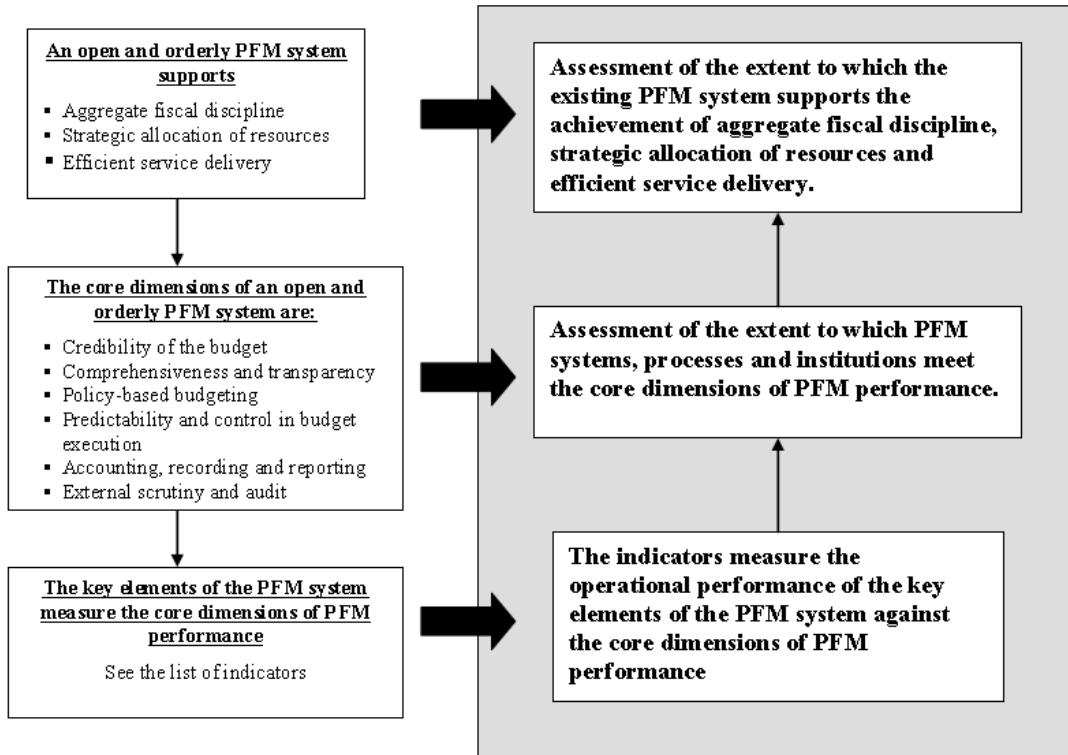 An open and orderly PFM system
supports
▪ Aggregate fiscal discipline
▪ Strategic allocation of resources
▪ Efficient service delivery
The core dimensions of an open and
orderly PFM system are:
▪ Credibility of the budget
▪ Comprehensiveness and transparency
▪ Policy-based budgeting
▪ Predictability and control in budget
execution
▪ Accounting, recording and reporting
▪ External scrutiny and audit
The key elements of the PFM system
measure the core dimensions of PFM
performance
See the list of indicators
Assessment of the extent to which the
existing PFM system supports the
achievement of aggregate fiscal discipline,
strategic allocation of resources and
efficient service delivery.
Assessment of the extent to which PFM
systems, processes and institutions meet
the core dimensions of PFM performance.
The indicators measure the
operational performance of the key
elements of the PFM system against
the core dimensions of PFM
performance